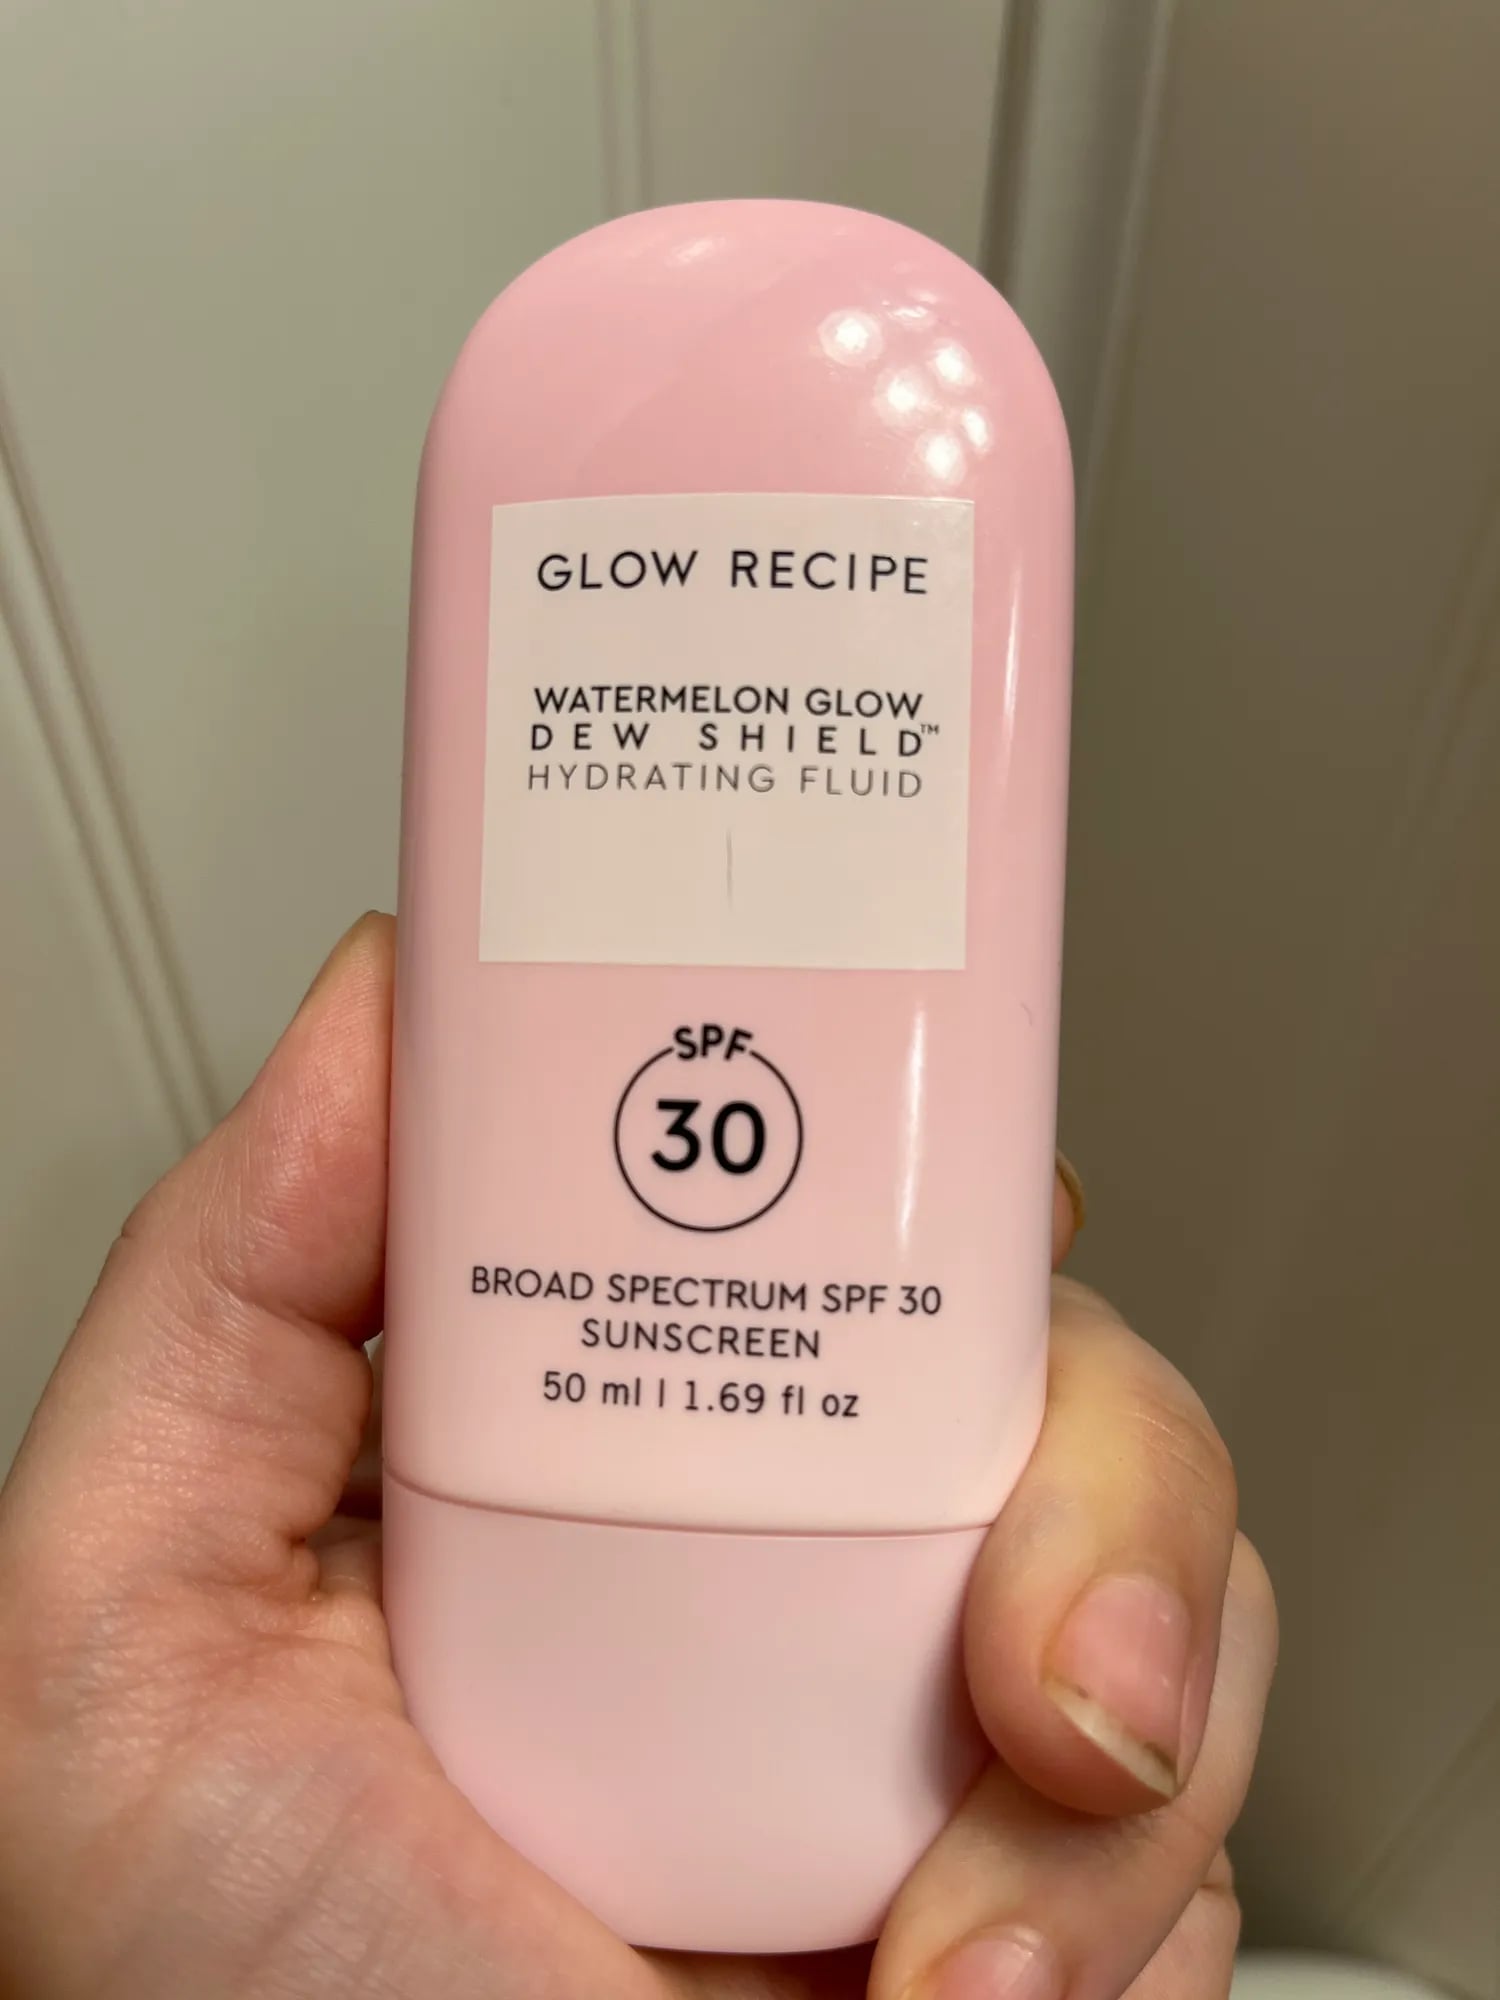 GLOW RECIPE
WATERMELON GLOW
DEW SHIELD™
HYDRATING FLUID
SPF
30
BROAD SPECTRUM SPF 30
SUNSCREEN
50 ml | 1.69 fl oz